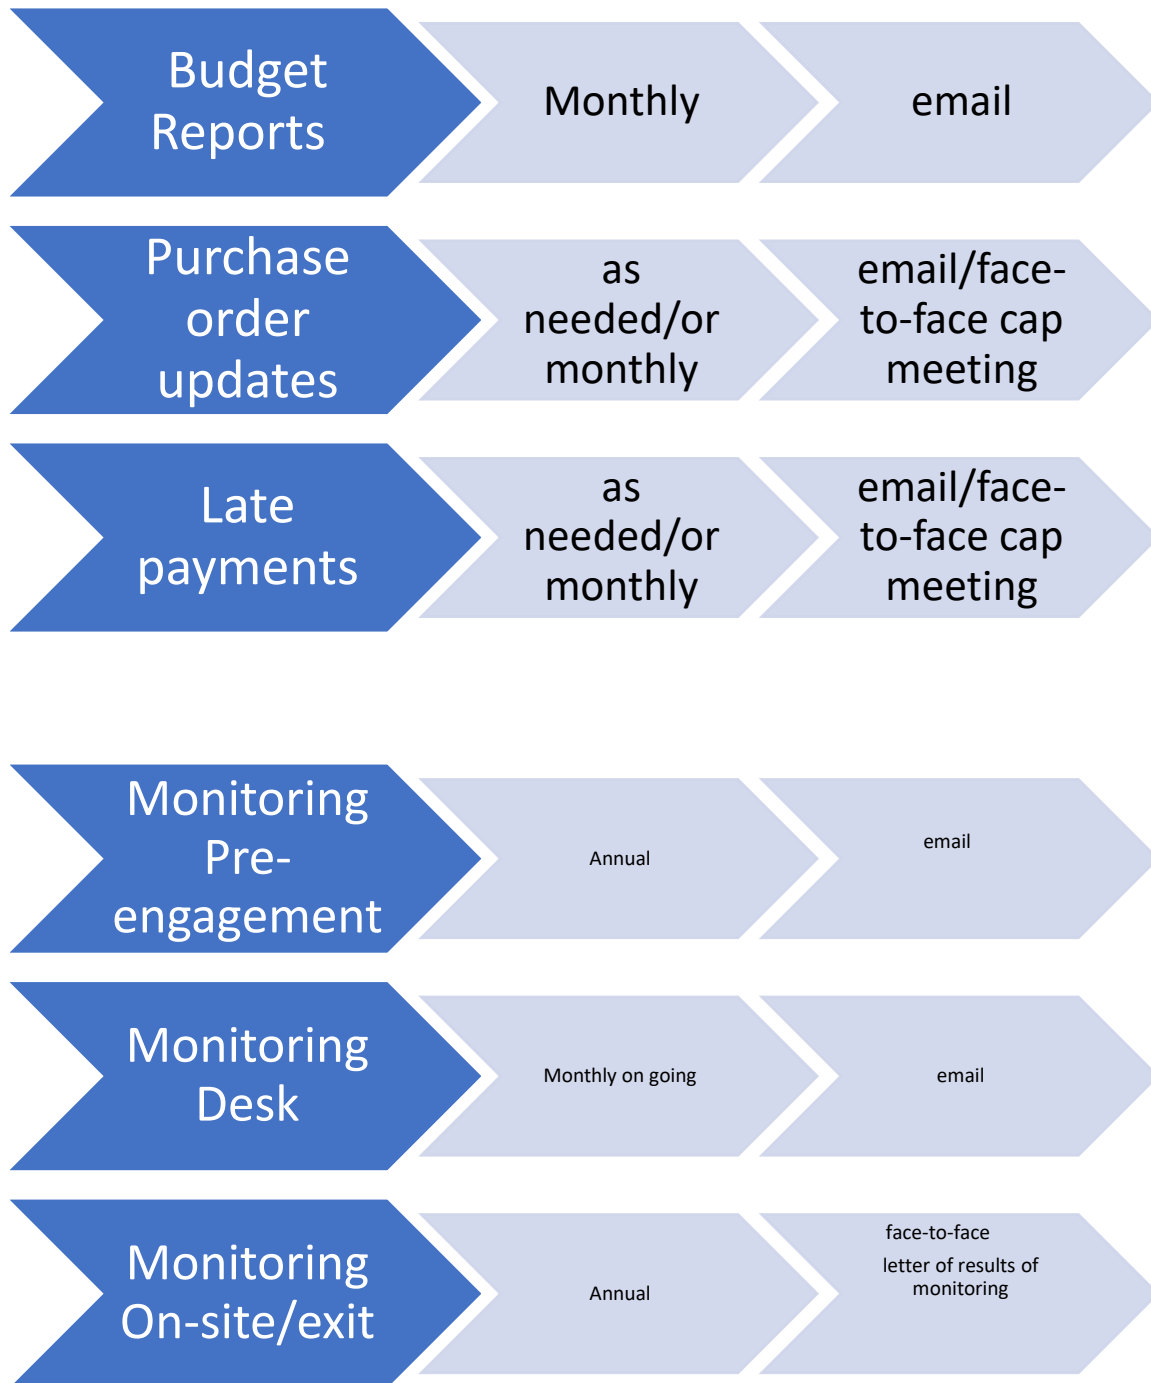 Budget
Reports
Monthly
email
Purchase
order
updates
as
needed/or
monthly
email/face-
to-face cap
meeting
Late
payments
as
needed/or
monthly
email/face-
to-face cap
meeting
Monitoring
Pre-
engagement
Annual
email
Monitoring
Desk
Monthly on going
email
Monitoring
On-site/exit
Annual
face-to-face
letter of results of
monitoring